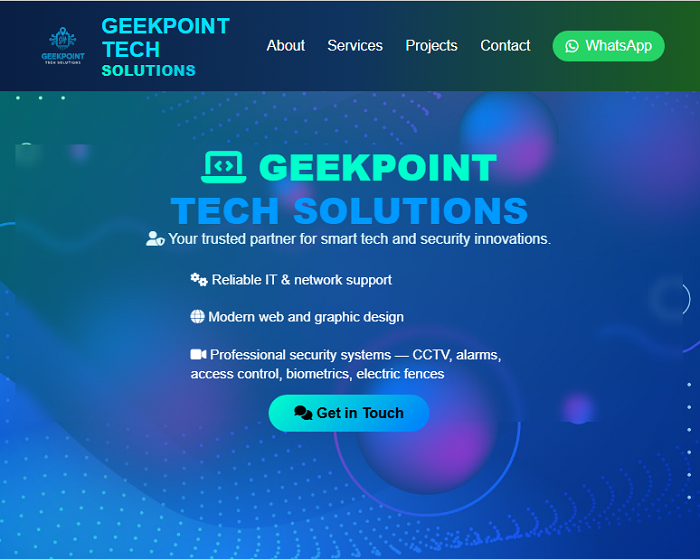 GEEKPOINT
TECH SOLUTIONS
GEEKPOINT
TECH
SOLUTIONS
About Services Projects Contact WhatsApp
GEEKPOINT
TECH SOLUTIONS
Your trusted partner for smart tech and security innovations.
Reliable IT & network support
Modern web and graphic design
Professional security systems — CCTV, alarms,
access control, biometrics, electric fences
Get in Touch